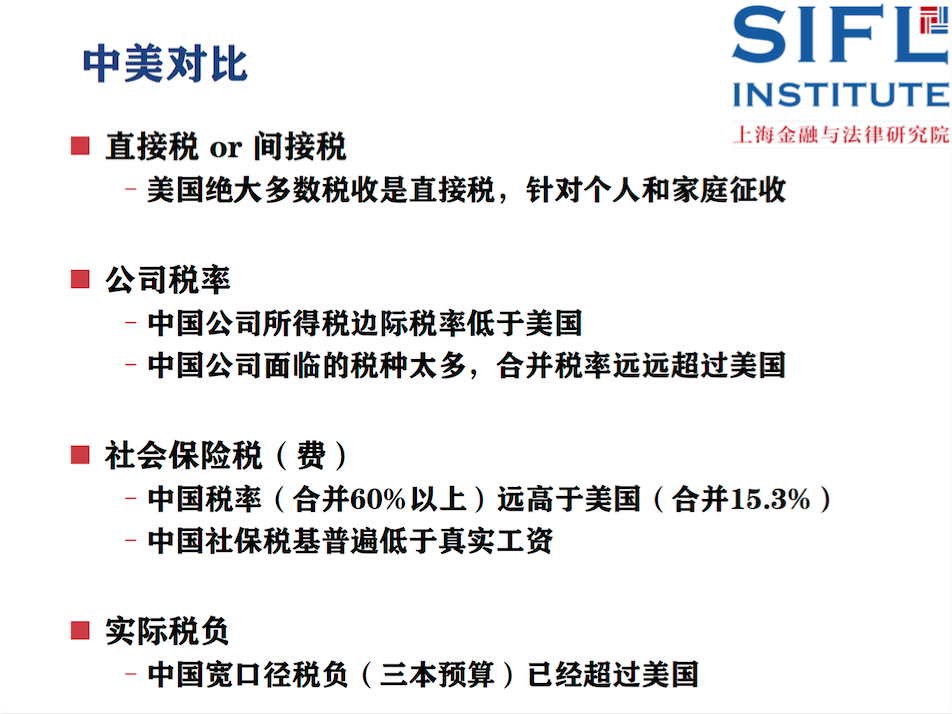 中美对比
SIFL
INSTITUTE
上海金融与法律研究院
直接税 or 间接税
- 美国绝大多数税收是直接税，针对个人和家庭征收
公司税率
- 中国公司所得税边际税率低于美国
- 中国公司面临的税种太多，合并税率远远超过美国
社会保险税（费）
- 中国税率（合并60%以上）远高于美国（合并15.3%）
- 中国社保税基普遍低于真实工资
实际税负
- 中国宽口径税负（三本预算）已经超过美国